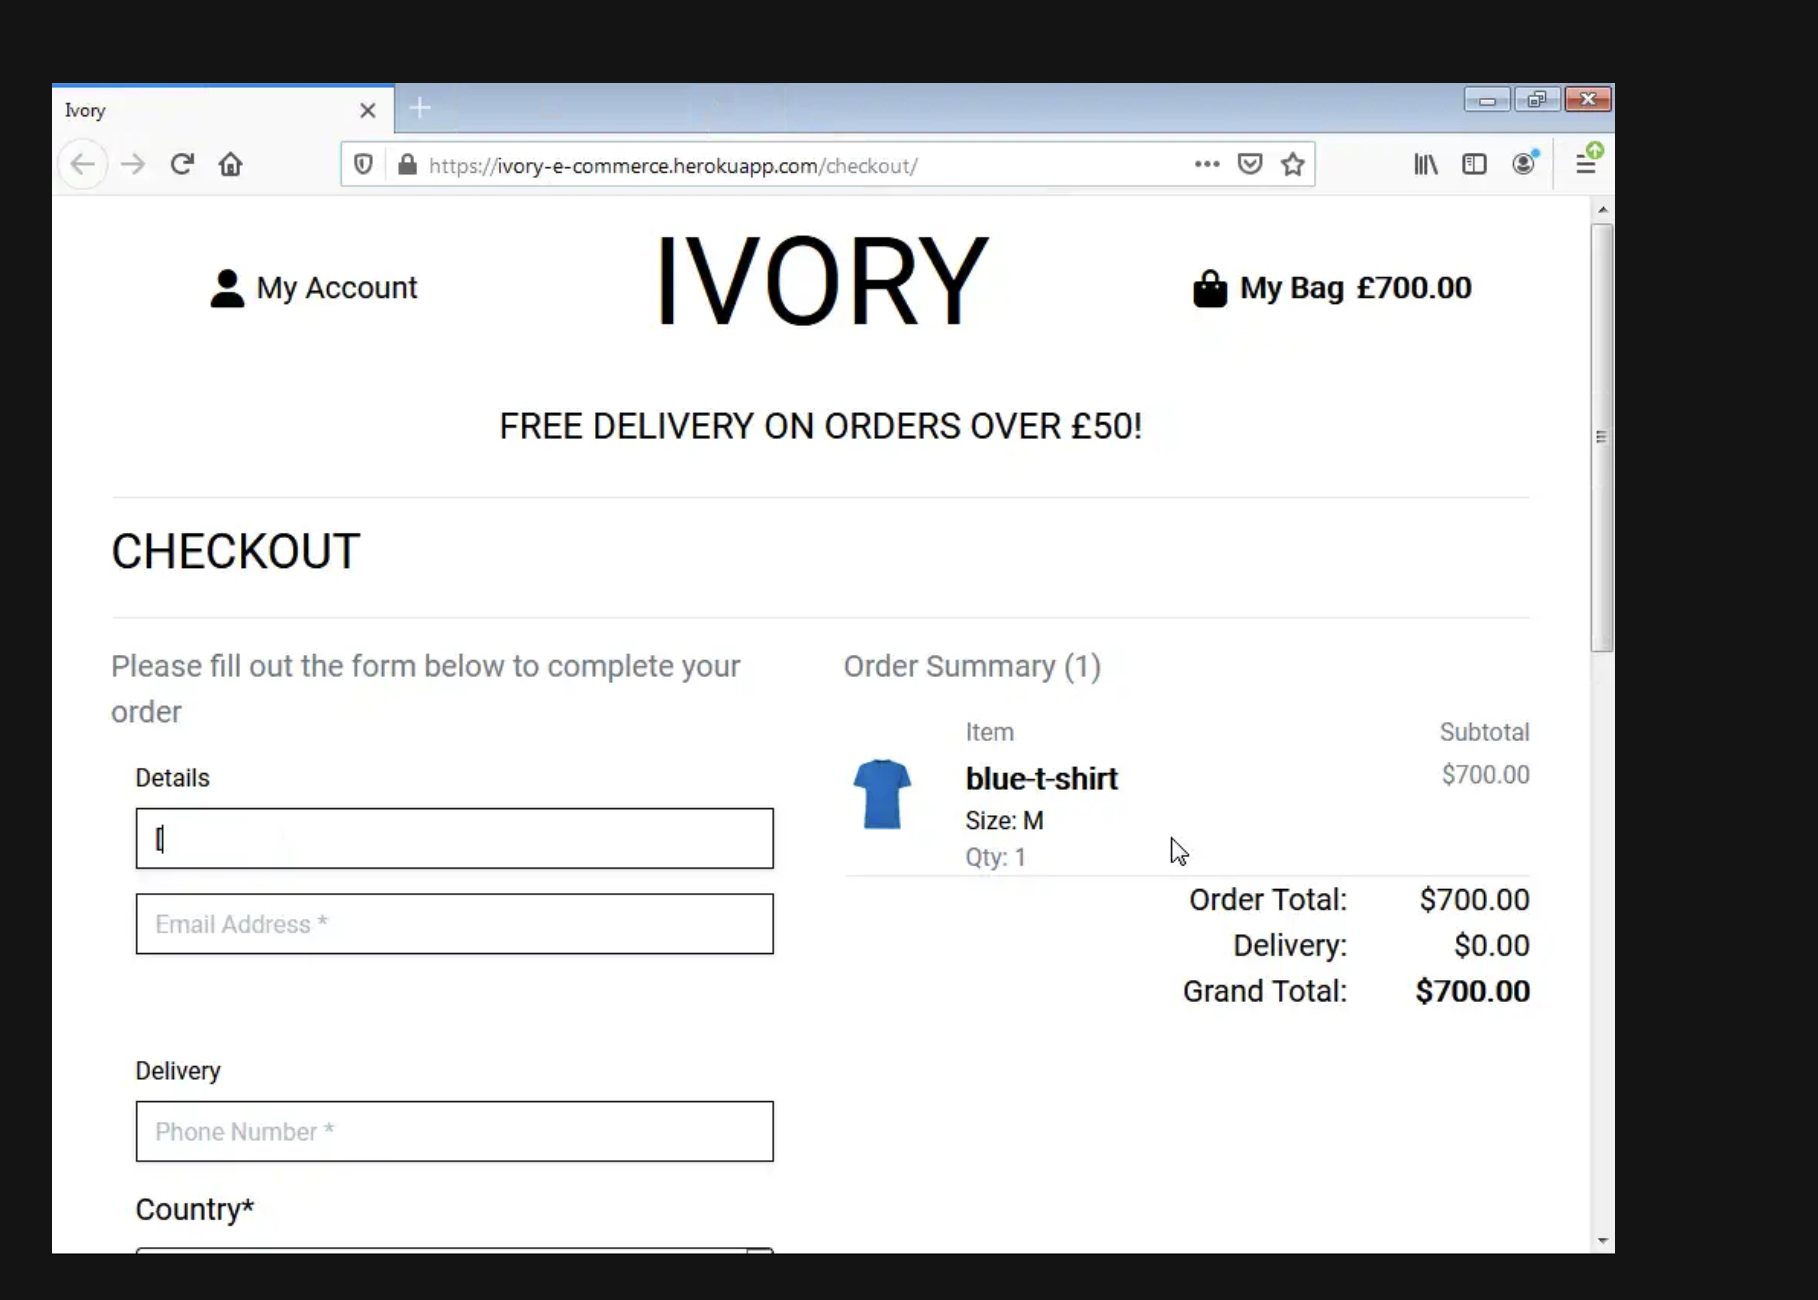 Ivory
https://ivory-e-commerce.herokuapp.com/checkout/
My Account
IVORY
My Bag £700.00
FREE DELIVERY ON ORDERS OVER £50!
CHECKOUT
Please fill out the form below to complete your
order
Details
Email Address *
Delivery
Phone Number *
Country*
Order Summary (1)
Item Subtotal
blue-t-shirt $700.00
Size: M
Qty: 1
Order Total: $700.00
Delivery: $0.00
Grand Total: $700.00